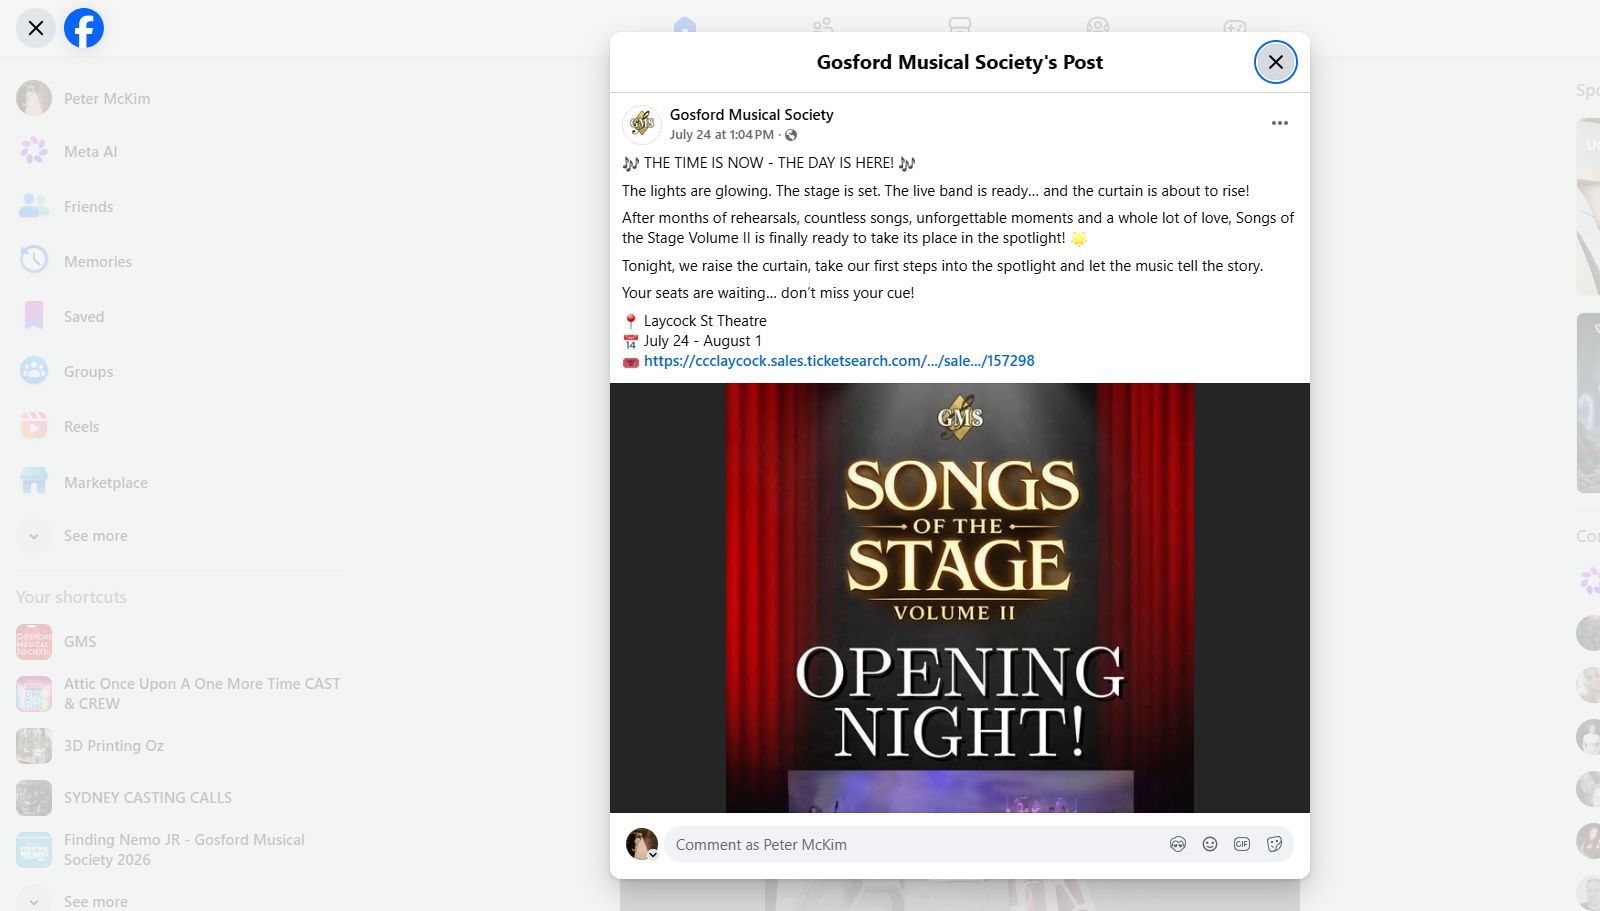 Gosford Musical Society's Post
Gosford Musical Society
July 24 at 1:04 PM ·
🎶 THE TIME IS NOW - THE DAY IS HERE! 🎶
The lights are glowing. The stage is set. The live band is ready… and the curtain is about to rise!
After months of rehearsals, countless songs, unforgettable moments and a whole lot of love, Songs of
the Stage Volume II is finally ready to take its place in the spotlight! 🌟
Tonight, we raise the curtain, take our first steps into the spotlight and let the music tell the story.
Your seats are waiting… don’t miss your cue!
📍 Laycock St Theatre
📅 July 24 - August 1
🎟️ https://ccclaycock.sales.ticketsearch.com/.../sale.../157298
GMS
SONGS
OF THE
STAGE
VOLUME II
OPENING
NIGHT!
Comment as Peter McKim
GIF
Peter McKim
Meta AI
Friends
Memories
Saved
Groups
Reels
Marketplace
See more
Your shortcuts
GMS
Attic Once Upon A One More Time CAST
& CREW
3D Printing Oz
SYDNEY CASTING CALLS
Finding Nemo JR - Gosford Musical
Society 2026
See more